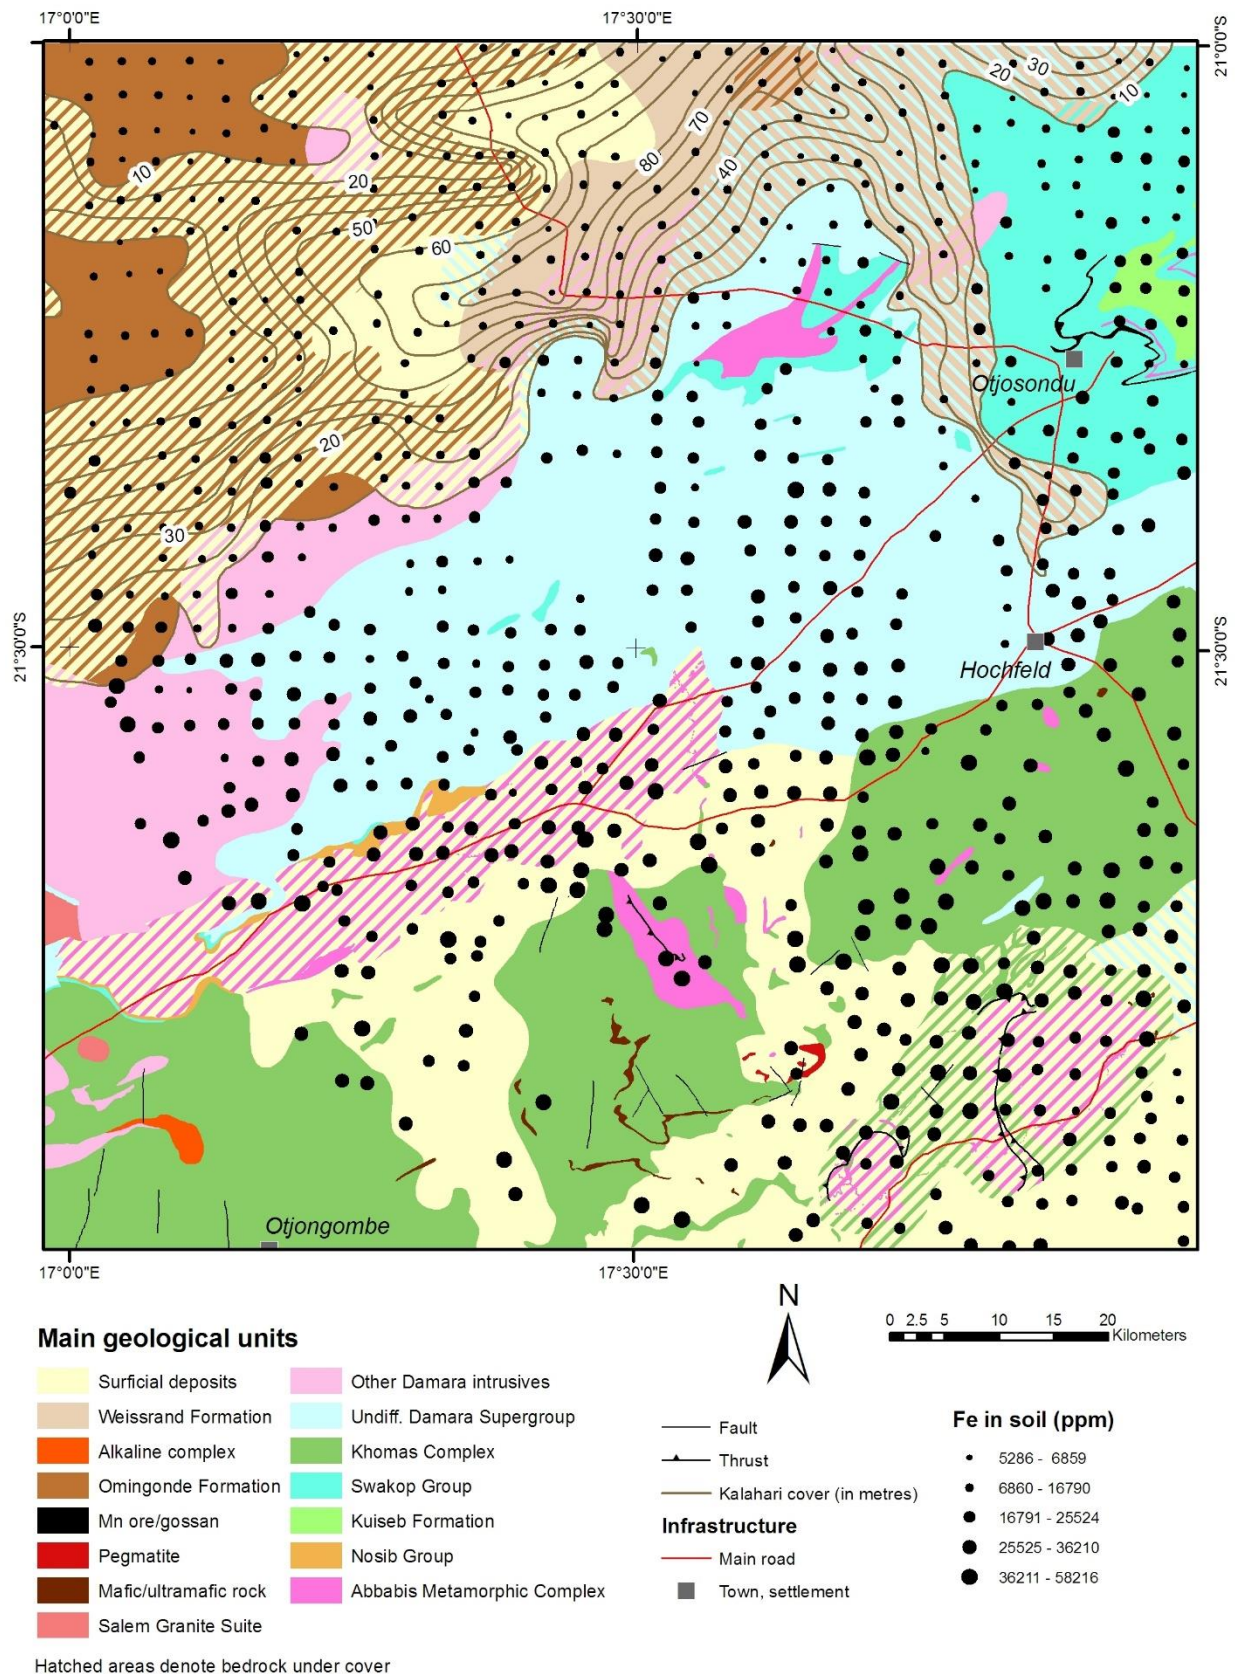 17°0'0"E
17°30'0"E
21°0'0"S
30
20
10
70
80
40
10
20
50
60
Otjosondu
20
30
21°30'0"S
21°30'0"S
Hochfeld
Otjongombe
17°0'0"E
17°30'0"E
N
0 2.5 5 10 15 20
Kilometers
Main geological units
Surficial deposits
Weissrand Formation
Alkaline complex
Omingonde Formation
Mn ore/gossan
Pegmatite
Mafic/ultramafic rock
Salem Granite Suite
Other Damara intrusives
Undiff. Damara Supergroup
Khomas Complex
Swakop Group
Kuiseb Formation
Nosib Group
Abbabis Metamorphic Complex
Fault
Thrust
Kalahari cover (in metres)
Infrastructure
Main road
Town, settlement
Fe in soil (ppm)
5286 - 6859
6860 - 16790
16791 - 25524
25525 - 36210
36211 - 58216
Hatched areas denote bedrock under cover